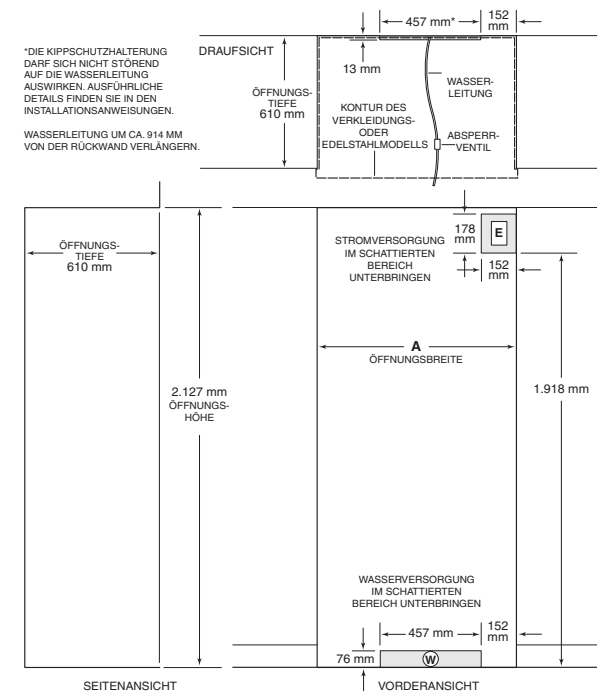 *DIE KIPPSCHUTZHALTERUNG
DARF SICH NICHT STÖREND
AUF DIE WASSERLEITUNG
AUSWIRKEN. AUSFÜHRLICHE
DETAILS FINDEN SIE IN DEN
INSTALLATIONSANWEISUNGEN.
WASSERLEITUNG UM CA. 914 MM
VON DER RÜCKWAND VERLÄNGERN.
DRAUFSICHT
457 mm*
152
mm
13 mm
ÖFFNUNGS-
TIEFE
610 mm
WASSER-
LEITUNG
KONTUR DES
VERKLEIDUNGS-
ODER
EDELSTAHLMODELLS
ABSPERR-
VENTIL
ÖFFNUNGS-
TIEFE
610 mm
2.127 mm
ÖFFNUNGS-
HÖHE
STROMVERSORGUNG
IM SCHATTIERTEN
BEREICH
UNTERBRINGEN
178
mm
E
152
mm
A
ÖFFNUNGSBREITE
1.918 mm
WASSERVERSORGUNG
IM SCHATTIERTEN
BEREICH UNTERBRINGEN
457 mm
152
mm
76 mm
W
SEITENANSICHT
VORDERANSICHT